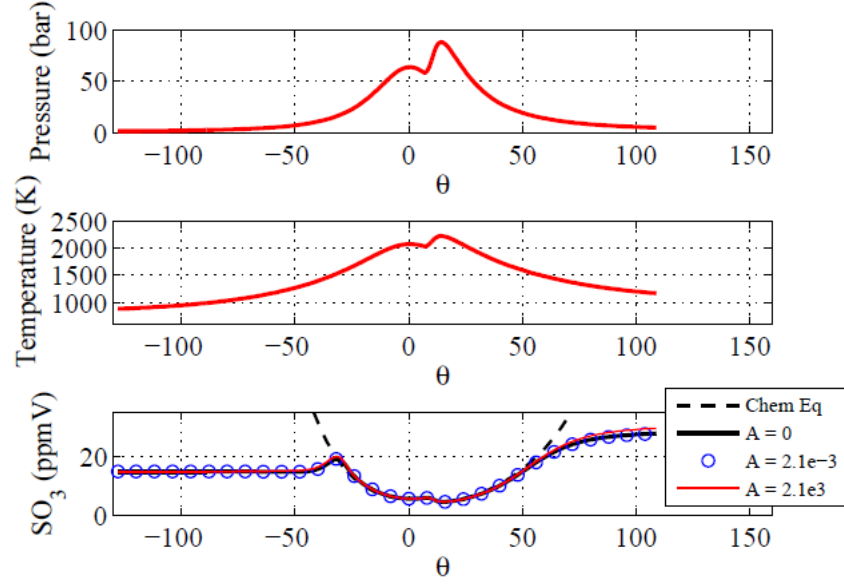 Pressure (bar)
100
50
0
−100
−50
0
50
100
150
θ
Temperature (K)
2500
2000
1500
1000
−100
−50
0
50
100
150
θ
SO3 (ppmV)
20
0
−100
−50
0
50
100
150
θ
Chem Eq
A = 0
A = 2.1e−3
A = 2.1e3